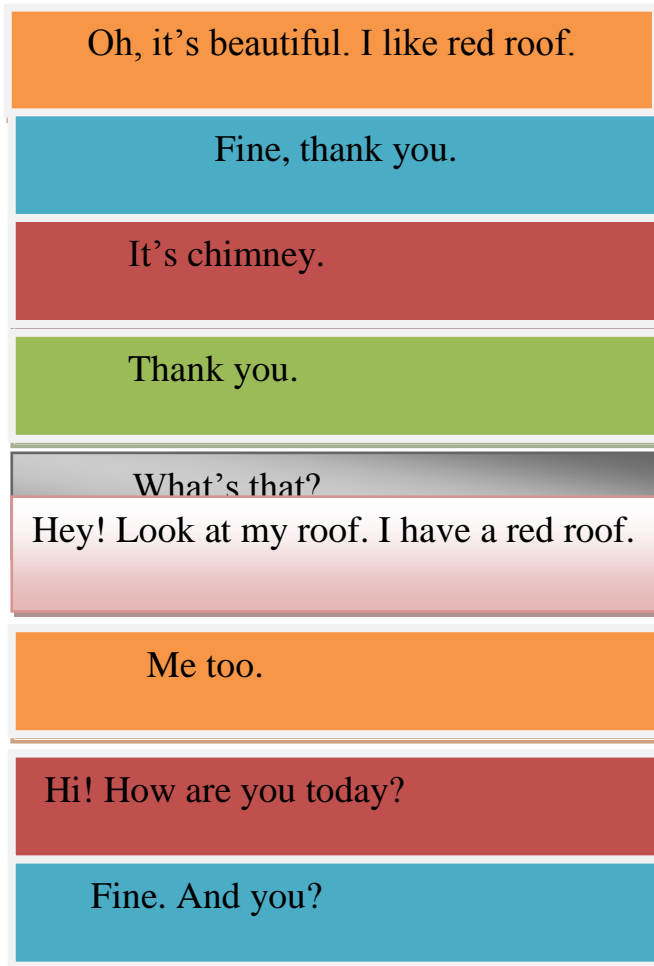 Oh, it’s beautiful. I like red roof.
Fine, thank you.
It’s chimney.
Thank you.
What’s that?
Hey! Look at my roof. I have a red roof.
Me too.
Hi! How are you today?
Fine. And you?